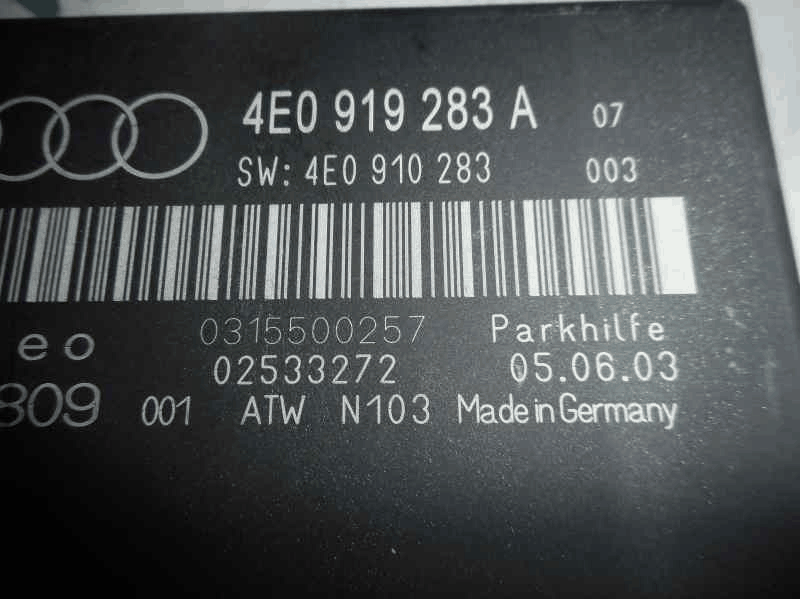 4E0 919 283 A 07
SW: 4E0 910 283 003
eo 0315500257 Parkhilfe
02533272 05.06.03
809 001 ATW N103 Made in Germany